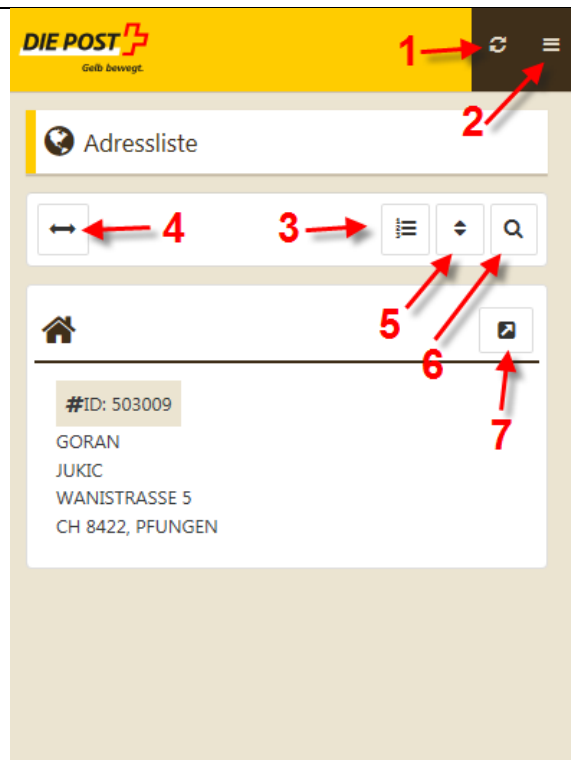 DIE POST
Gelb bewegt.
1
2
Adressliste
4
3
5
6
7
#ID: 503009
GORAN
JUKIC
WANISTRASSE 5
CH 8422, PFUNGEN